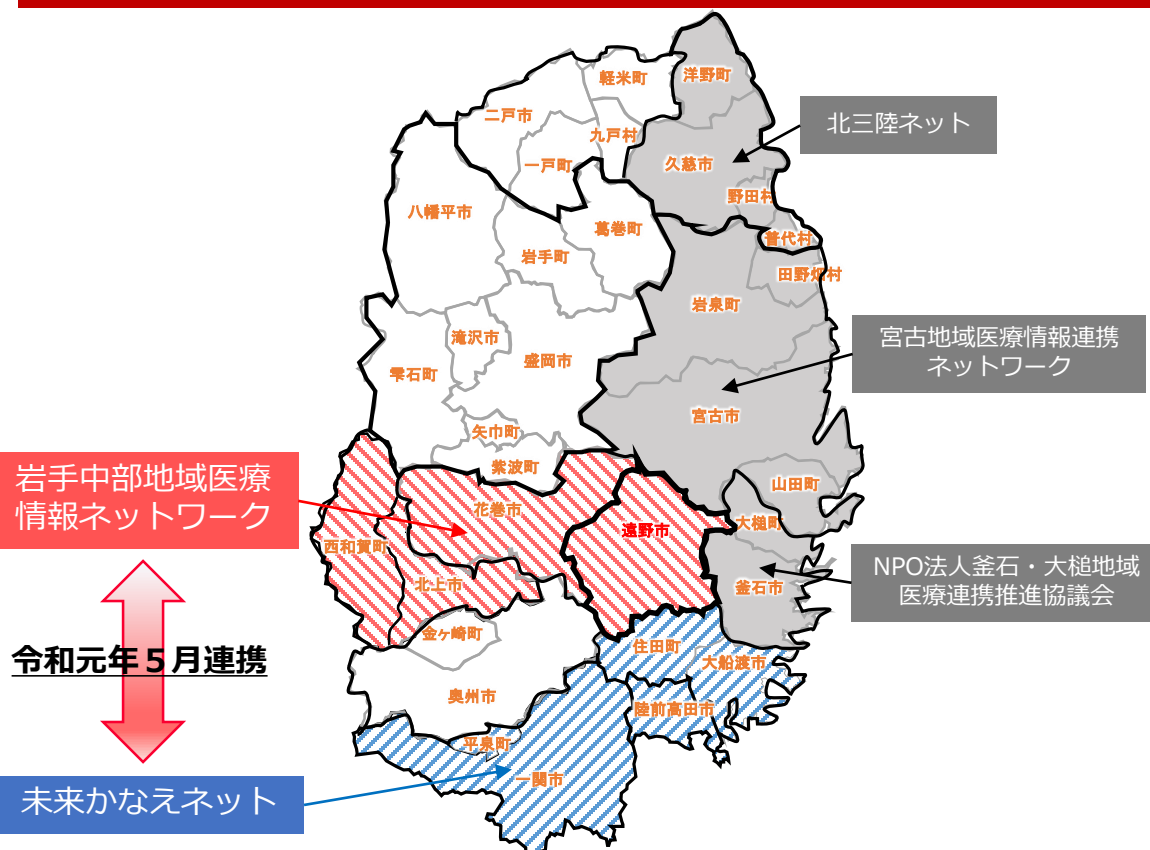 軽米町
洋野町
二戸市
九戸村
北三陸ネット
一戸町
久慈市
野田村
八幡平市
葛巻町
普代村
岩手町
田野畑村
岩泉町
滝沢市
盛岡市
宮古地域医療情報連携
ネットワーク
雫石町
宮古市
矢巾町
紫波町
岩手中部地域医療
情報ネットワーク
山田町
花巻市
大槌町
遠野市
西和賀町
北上市
釜石市
NPO法人釜石・大槌地域
医療連携推進協議会
金ヶ崎町
住田町
令和元年５月連携
大船渡市
奥州市
陸前高田市
平泉町
一関市
未来かなえネット